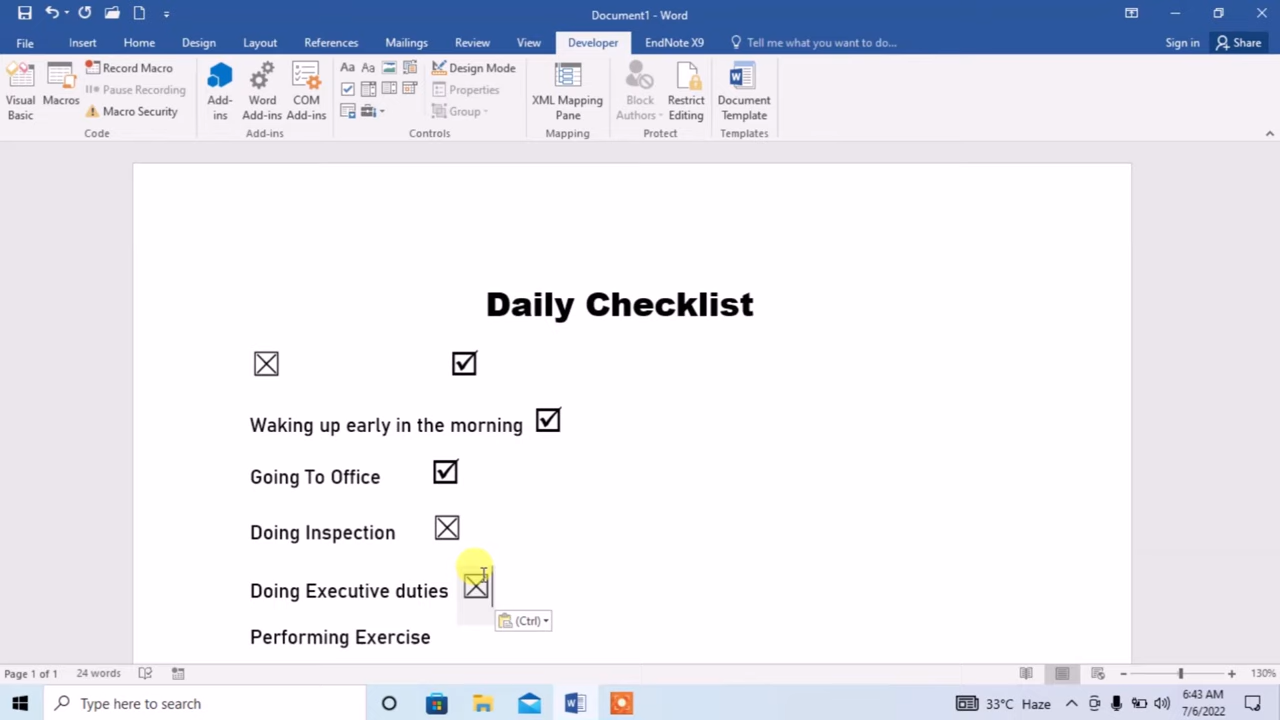 Document1 - Word
File Insert Home Design Layout References Mailings Review View Developer EndNote X9 Tell me what you want to do... Sign in Share
Visual Basic
Macros
Record Macro
Pause Recording
Macro Security
Code
Add-ins
Word Add-ins
COM Add-ins
Add-ins
Aa Aa
Design Mode
Properties
Group
Controls
XML Mapping Pane
Mapping
Block Authors
Restrict Editing
Protect
Document Template
Templates
Daily Checklist
☒ ☑
Waking up early in the morning ☑
Going To Office ☑
Doing Inspection ☒
Doing Executive duties ☒
(Ctrl)
Performing Exercise
Page 1 of 1 24 words 130%
Type here to search
33°C Haze
6:43 AM
7/6/2022